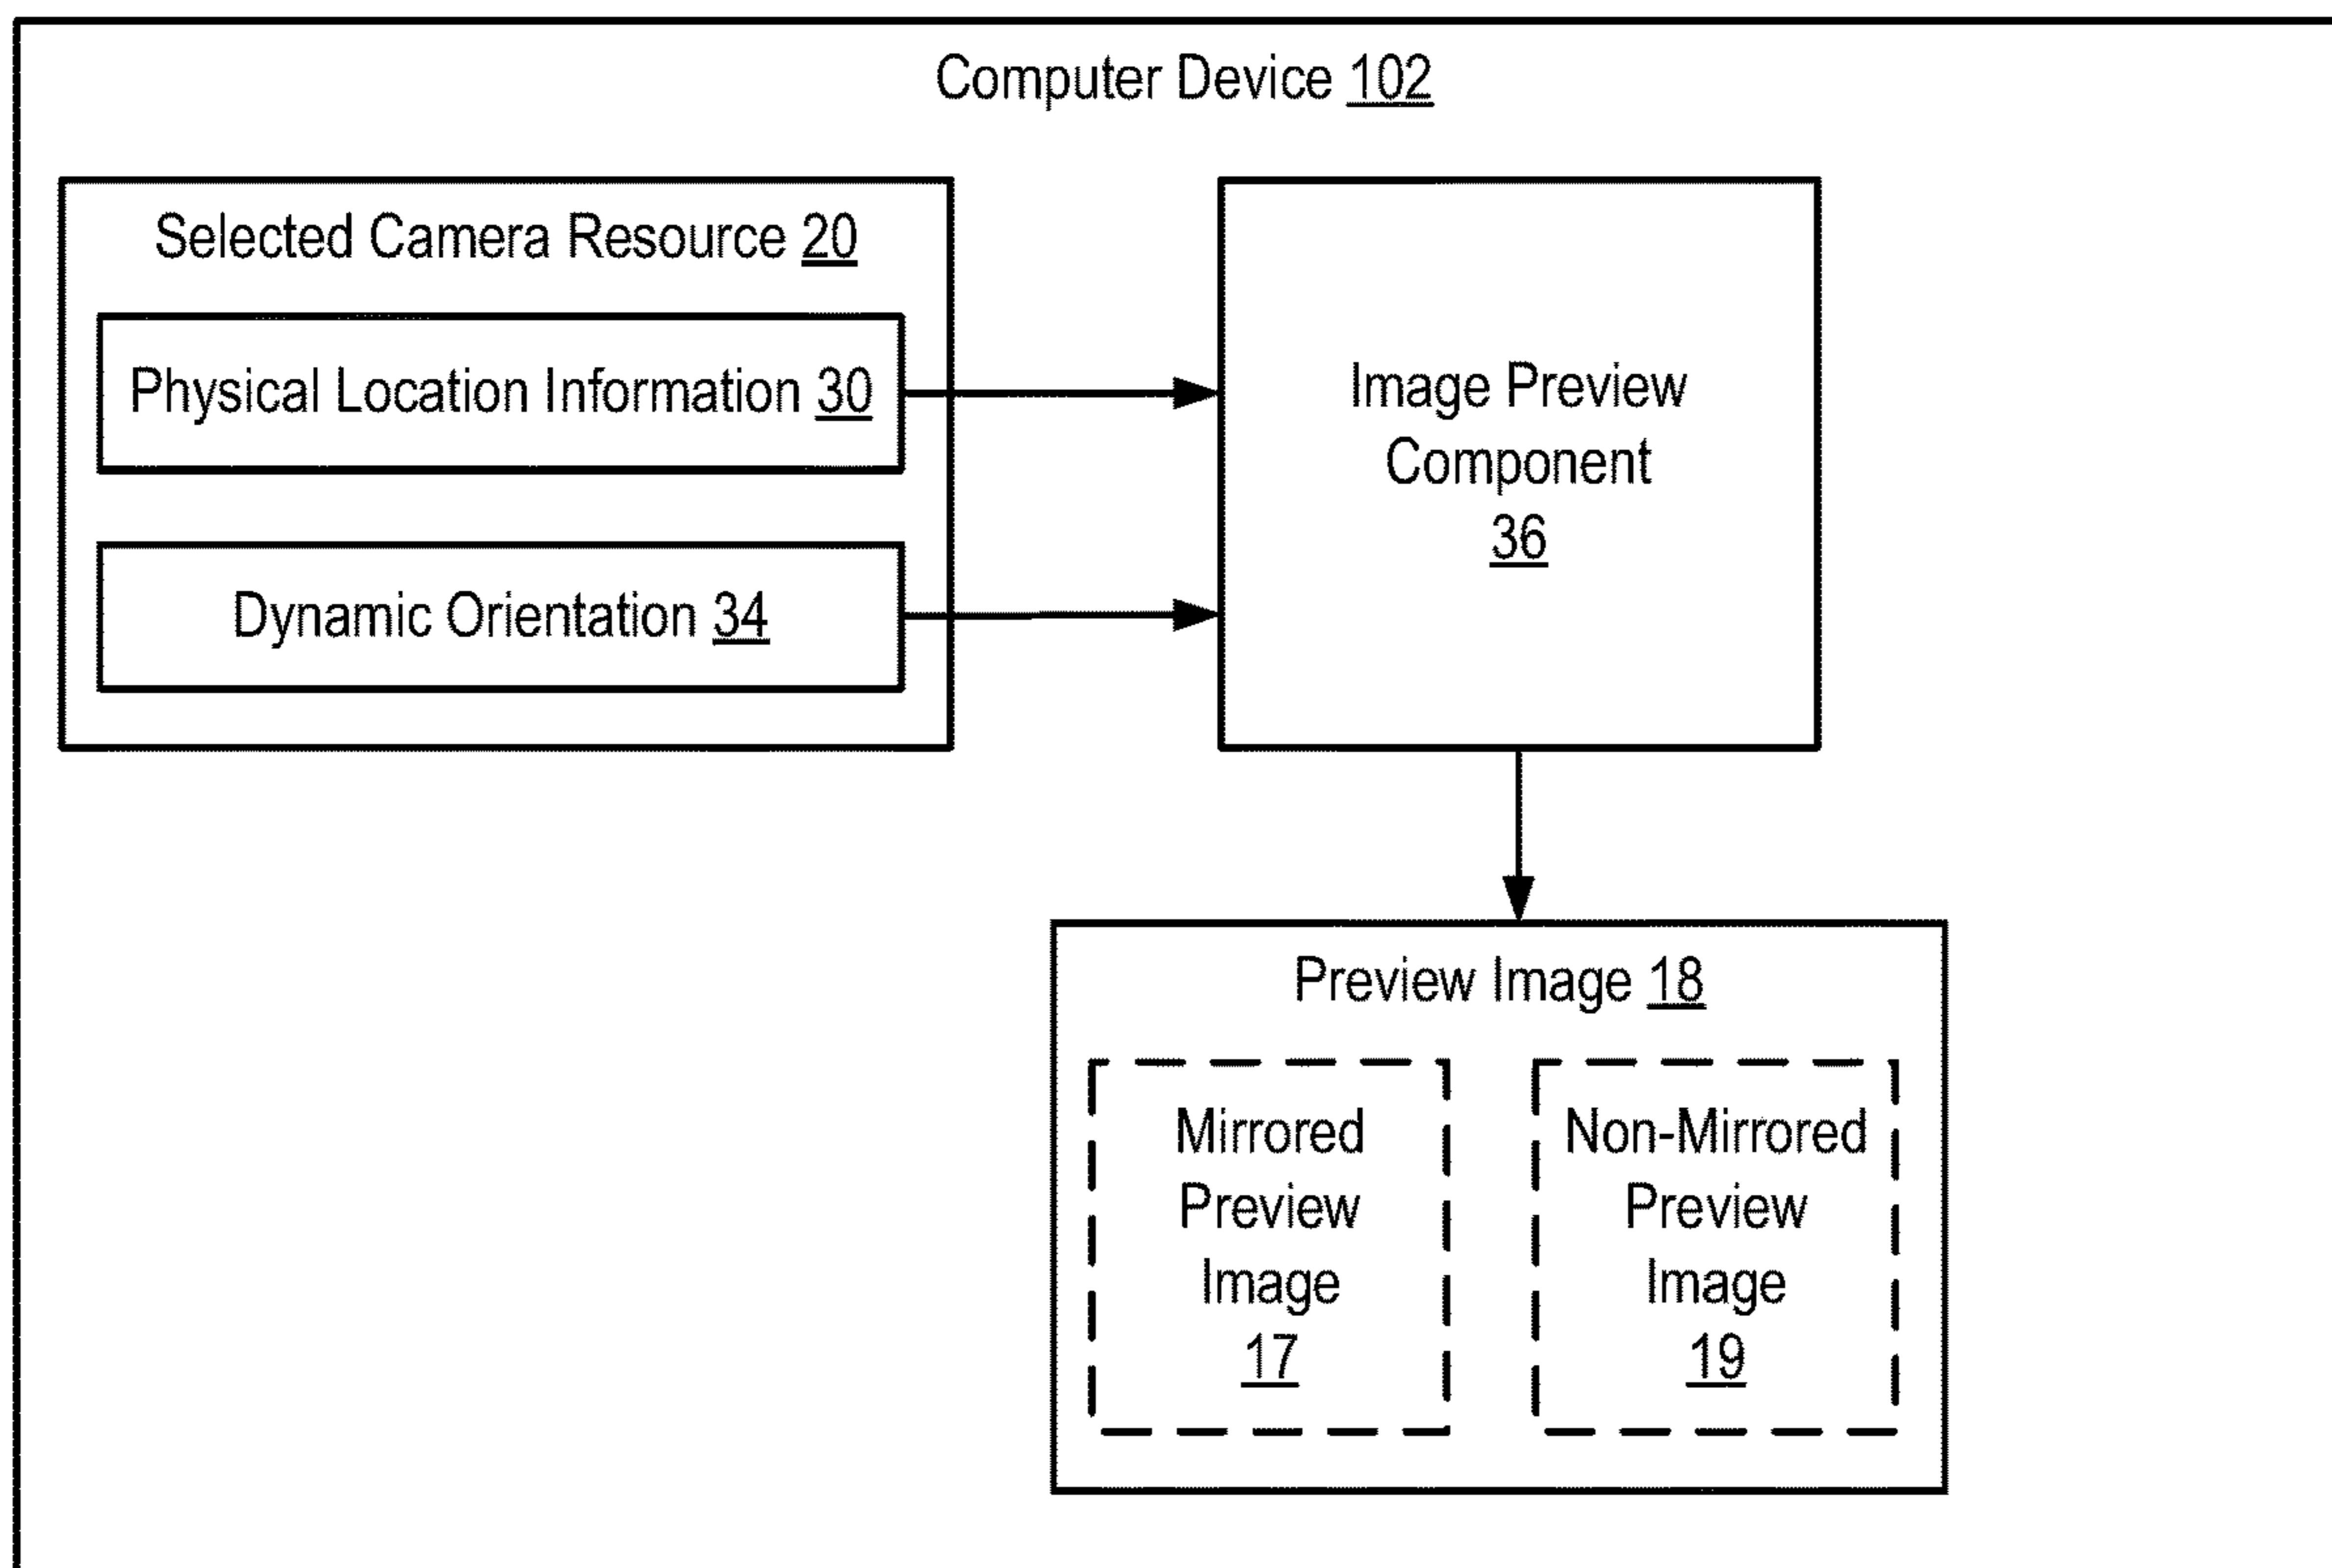 Computer Device 102
Selected Camera Resource 20
Physical Location Information 30
Dynamic Orientation 34
Image Preview
Component
36
Preview Image 18
Mirrored
Preview
Image
17
Non-Mirrored
Preview
Image
19